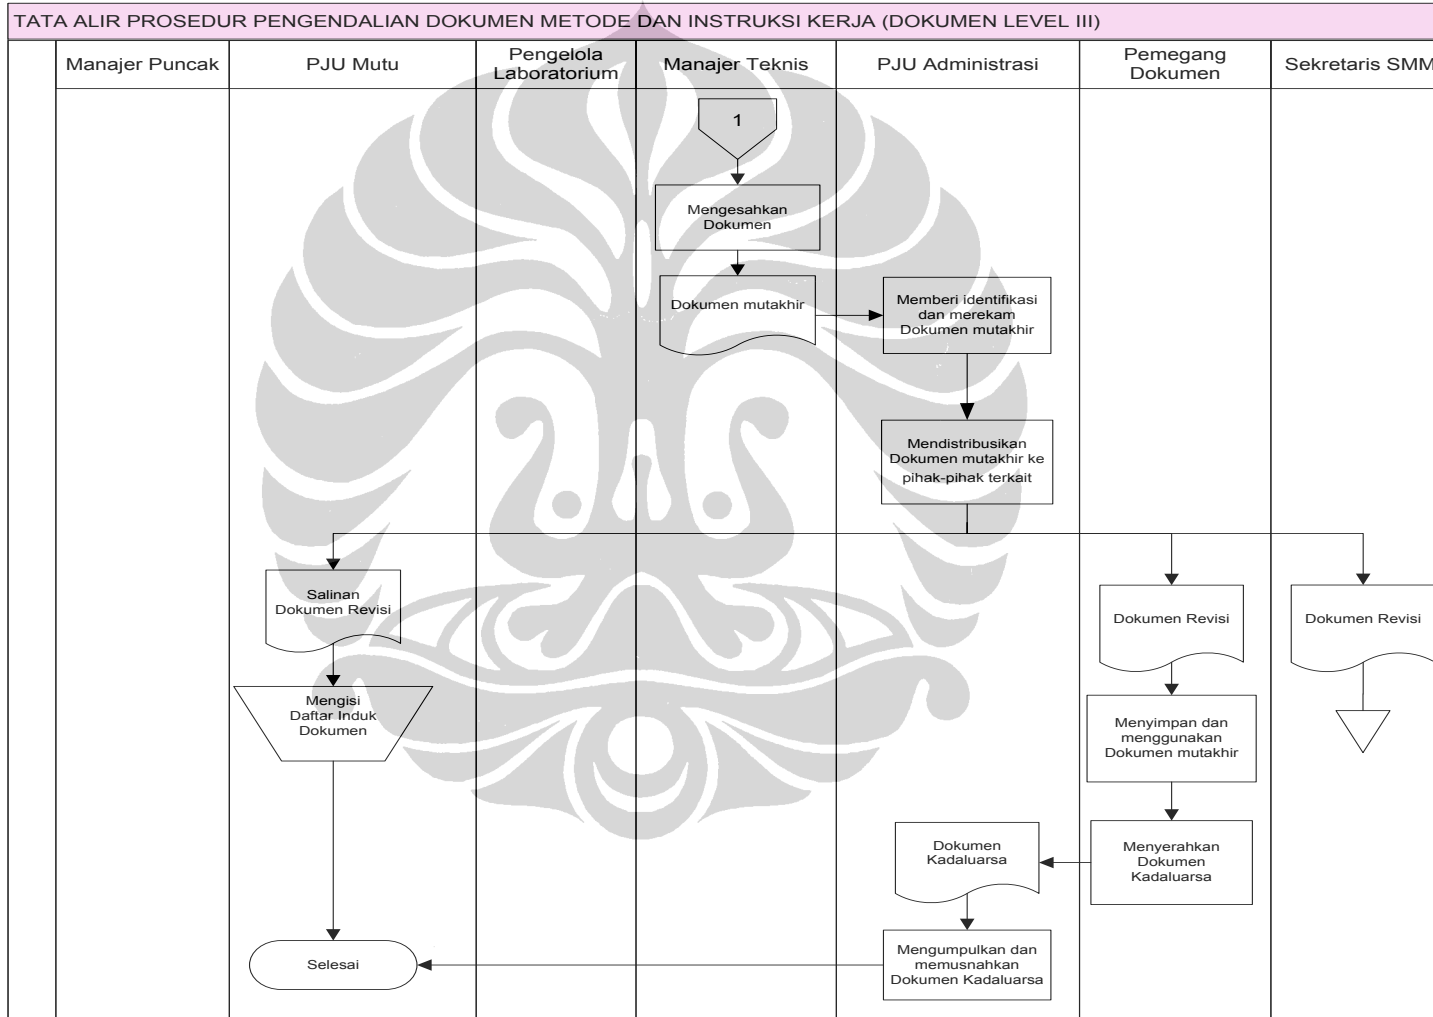 TATA ALIR PROSEDUR PENGENDALIAN DOKUMEN METODE DAN INSTRUKSI KERJA (DOKUMEN LEVEL III)
Manajer Puncak
PJU Mutu
Pengelola
Laboratorium
Manajer Teknis
PJU Administrasi
Pemegang
Dokumen
Sekretaris SMM
1
Mengesahkan
Dokumen
Dokumen mutakhir
Memberi identifikasi
dan merekam
Dokumen mutakhir
Mendistribusikan
Dokumen mutakhir ke
pihak-pihak terkait
Salinan
Dokumen Revisi
Dokumen Revisi
Dokumen Revisi
Mengisi
Daftar Induk
Dokumen
Menyimpan dan
menggunakan
Dokumen mutakhir
Dokumen
Kadaluarsa
Menyerahkan
Dokumen
Kadaluarsa
Selesai
Mengumpulkan dan
memusnahkan
Dokumen Kadaluarsa